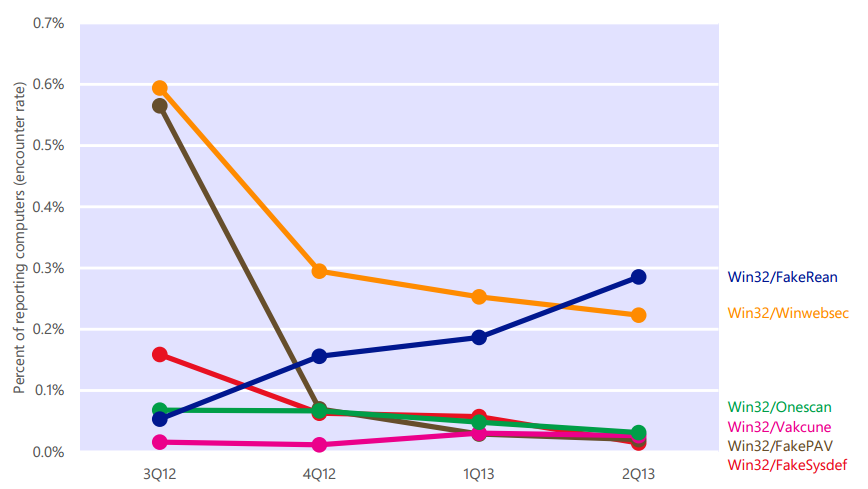 0.7%
0.6%
0.5%
0.4%
0.3%
0.2%
0.1%
0.0%
Percent of reporting computers (encounter rate)
3Q12
4Q12
1Q13
2Q13
Win32/FakeRean
Win32/Winwebsec
Win32/Onescan
Win32/Vakcune
Win32/FakePAV
Win32/FakeSysdef